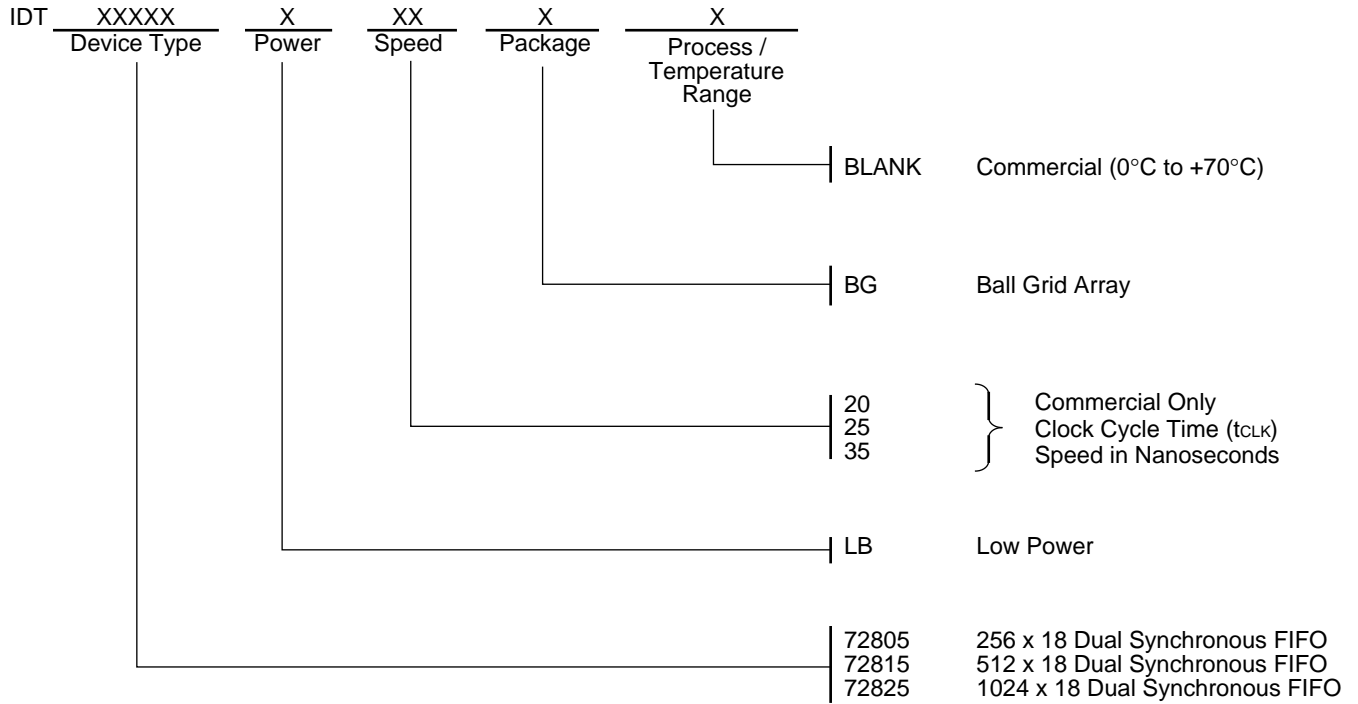 IDT XXXXX X XX X X
Device Type Power Speed Package Process /
Temperature
Range
BLANK Commercial (0°C to +70°C)
BG Ball Grid Array
20 Commercial Only
25 Clock Cycle Time (tCLK)
35 Speed in Nanoseconds
LB Low Power
72805 256 x 18 Dual Synchronous FIFO
72815 512 x 18 Dual Synchronous FIFO
72825 1024 x 18 Dual Synchronous FIFO